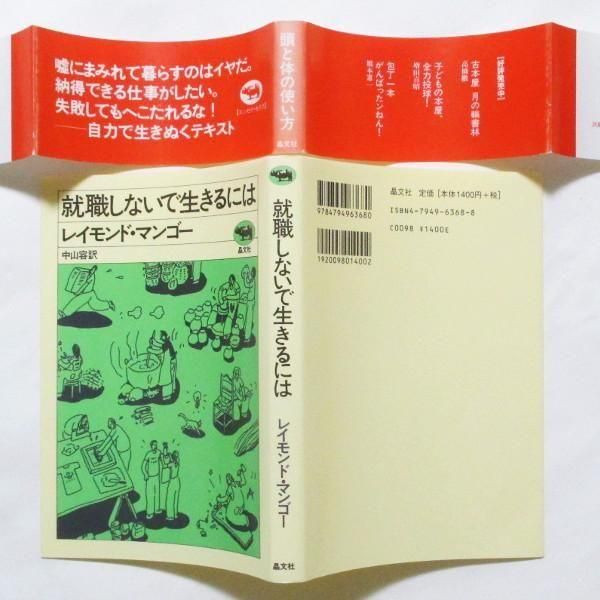 嘘にまみれて暮らすのはイヤだ。
納得できる仕事がしたい。
失敗してもへこたれるな！
――自力で生きぬくテキスト
頭と体の使い方
晶文社
[好評発売中]
古本屋 月の輪書林
高橋徹
子どもの本屋、
全力投球！
増田喜昭
包丁一本
がんばったンねん！
橋本憲一
就職しないで生きるには
レイモンド・マンゴー
中山容訳
晶文社
就職しないで生きるには
レイモンド・マンゴー
晶文社
9784794963680
1920098014002
晶文社 定価［本体1400円＋税］
ISBN4-7949-6368-8
C0098 ¥1400E